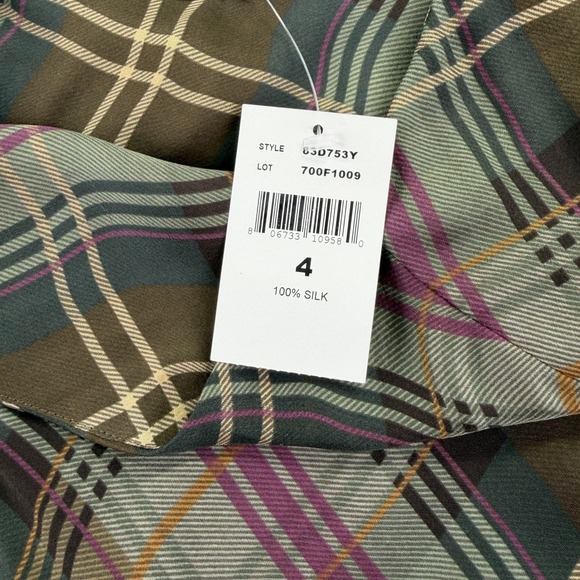 STYLE 63D753Y
LOT 700F1009
8 06733 10958 0
4
100% SILK